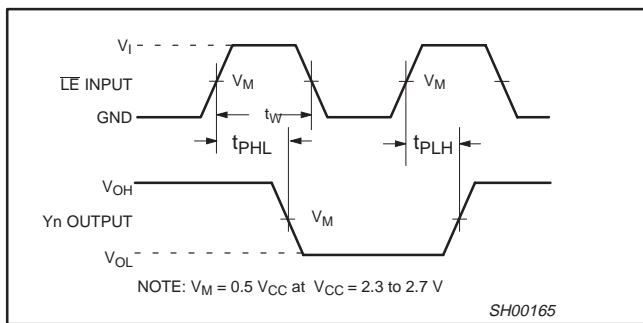 V_I
L̅E̅ INPUT
V_M
V_M
t_W
GND
t_PHL
t_PLH
V_OH
Yn OUTPUT
V_M
V_OL
NOTE: V_M = 0.5 V_CC at V_CC = 2.3 to 2.7 V
SH00165